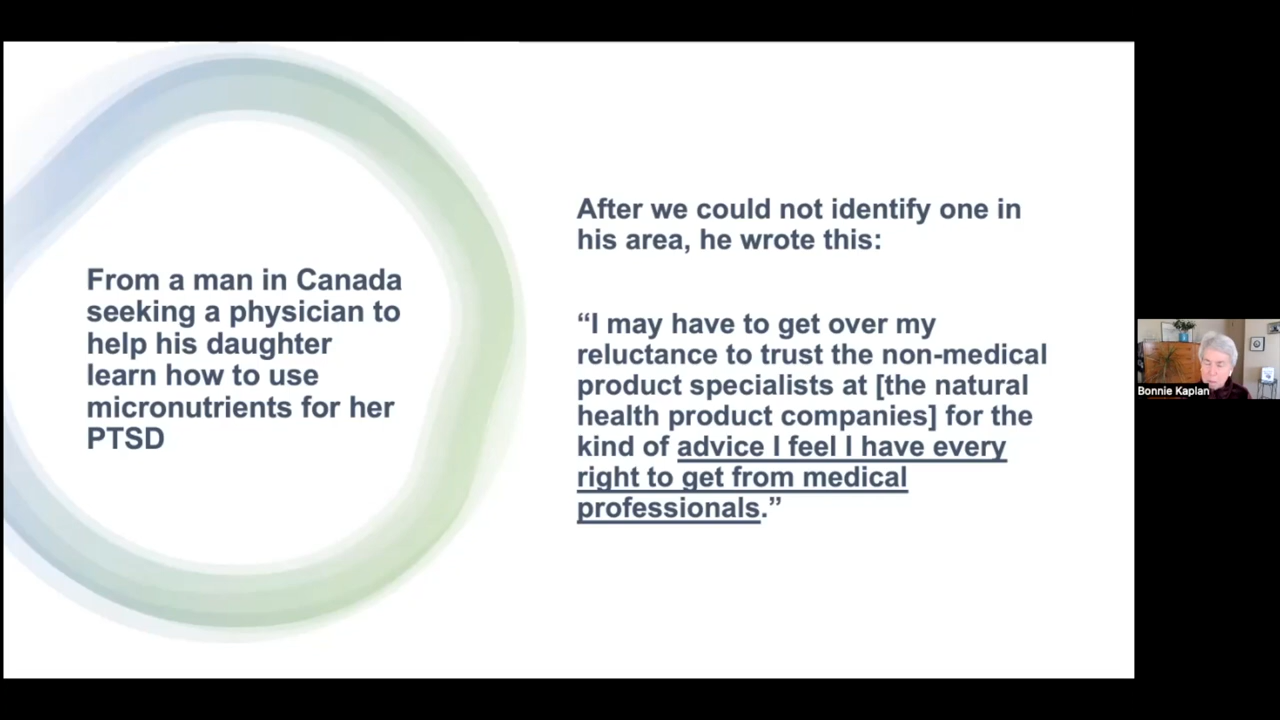 From a man in Canada
seeking a physician to
help his daughter
learn how to use
micronutrients for her
PTSD
After we could not identify one in
his area, he wrote this:
“I may have to get over my
reluctance to trust the non-medical
product specialists at [the natural
health product companies] for the
kind of advice I feel I have every
right to get from medical
professionals.”
Bonnie Kaplan